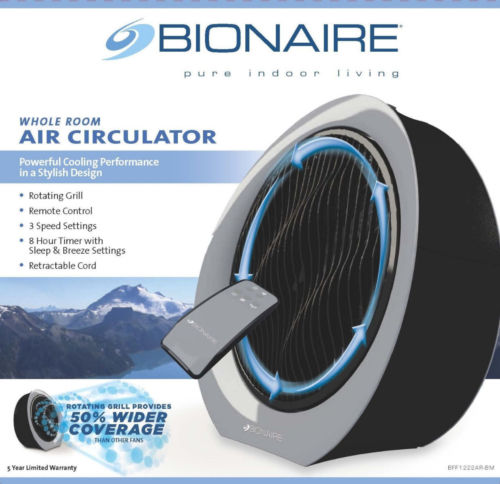 BIONAIRE®
pure indoor living
WHOLE ROOM
AIR CIRCULATOR
Powerful Cooling Performance
in a Stylish Design
• Rotating Grill
• Remote Control
• 3 Speed Settings
• 8 Hour Timer with
Sleep & Breeze Settings
• Retractable Cord
ROTATING GRILL PROVIDES
50% WIDER
COVERAGE
THAN OTHER FANS
BIONAIRE
5 Year Limited Warranty
BFF1222AR-BM